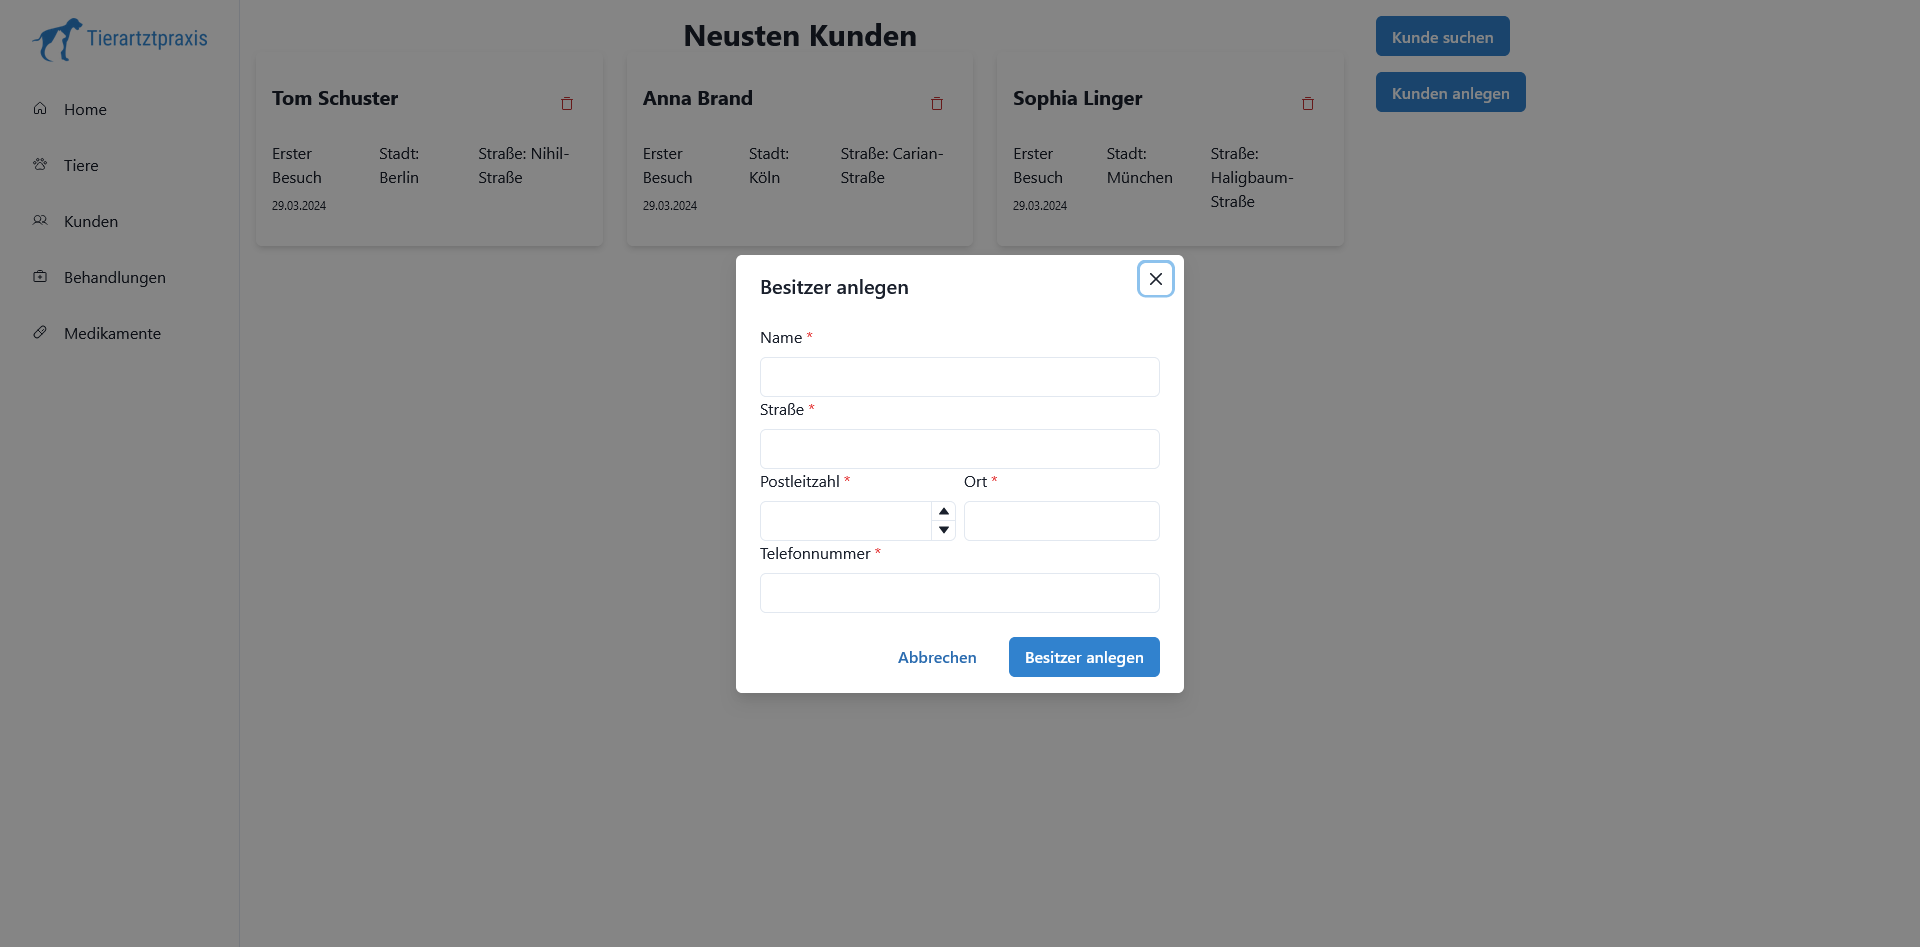 Tierartztpraxis
Home
Tiere
Kunden
Behandlungen
Medikamente
Neusten Kunden
Tom Schuster
Erster
Besuch
29.03.2024
Stadt:
Berlin
Straße: Nihil-
Straße
Anna Brand
Erster
Besuch
29.03.2024
Stadt:
Köln
Straße: Carian-
Straße
Sophia Linger
Erster
Besuch
29.03.2024
Stadt:
München
Straße:
Haligbaum-
Straße
Kunde suchen
Kunden anlegen
Besitzer anlegen
Name *
Straße *
Postleitzahl *
Ort *
Telefonnummer *
Abbrechen
Besitzer anlegen